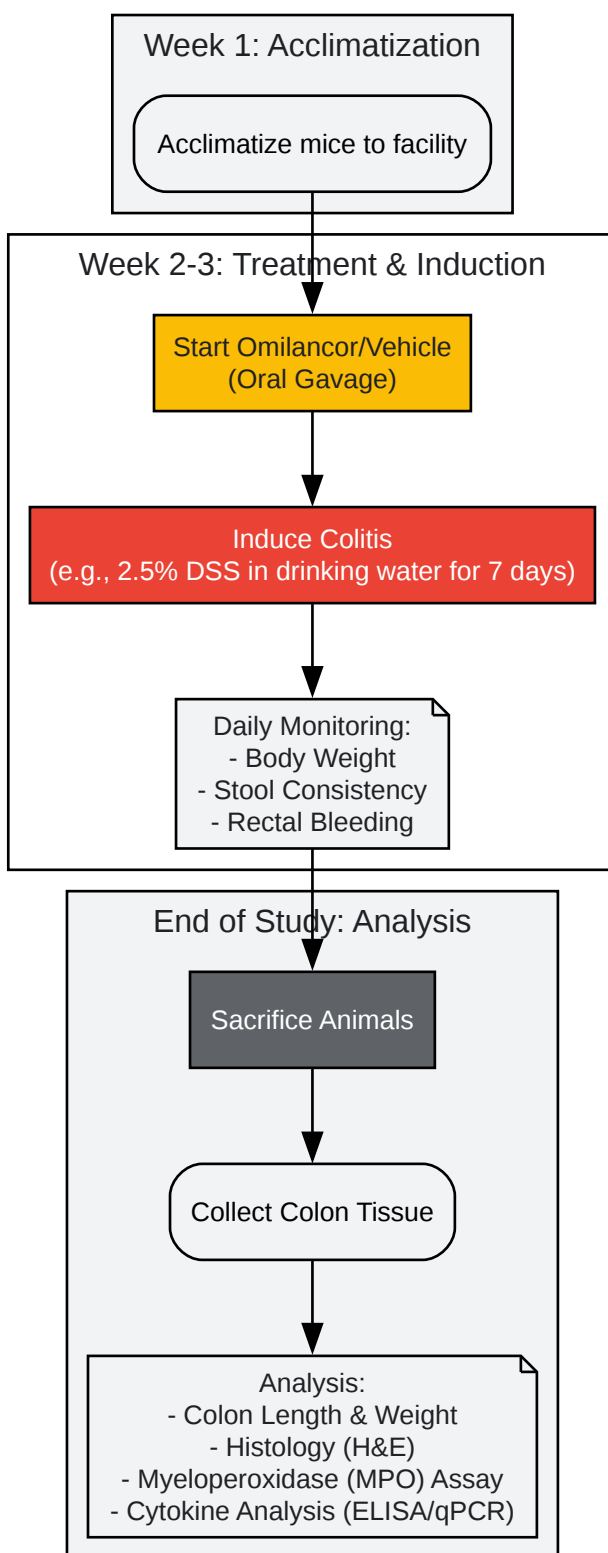 Week 1: Acclimatization
Acclimatize mice to facility
Week 2-3: Treatment & Induction
Start Omilancor/Vehicle
(Oral Gavage)
Induce Colitis
(e.g., 2.5% DSS in drinking water for 7 days)
Daily Monitoring:
- Body Weight
- Stool Consistency
- Rectal Bleeding
End of Study: Analysis
Sacrifice Animals
Collect Colon Tissue
Analysis:
- Colon Length & Weight
- Histology (H&E)
- Myeloperoxidase (MPO) Assay
- Cytokine Analysis (ELISA/qPCR)